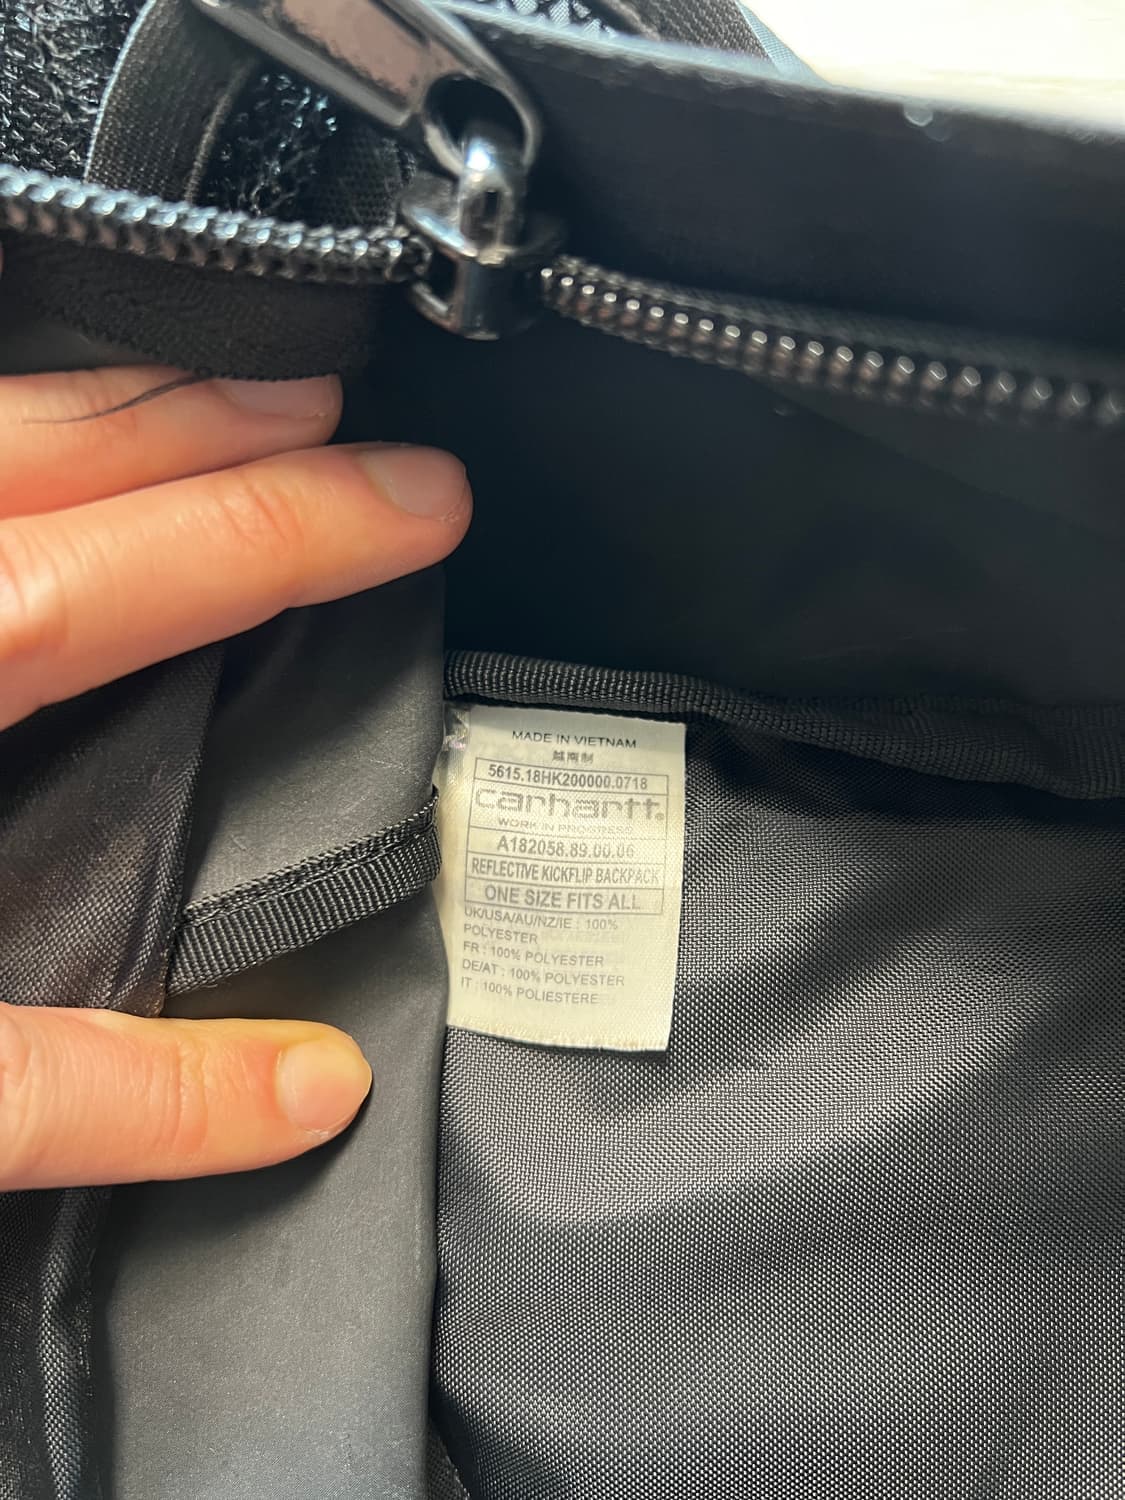 MADE IN VIETNAM
越南制
5615.18HK200000.0718
carhartt.
WORK IN PROGRESS
A182058.89.00.06
REFLECTIVE KICKFLIP BACKPACK
ONE SIZE FITS ALL
UK/USA/AU/NZ/IE : 100%
POLYESTER
FR : 100% POLYESTER
DE/AT : 100% POLYESTER
IT : 100% POLIESTERE